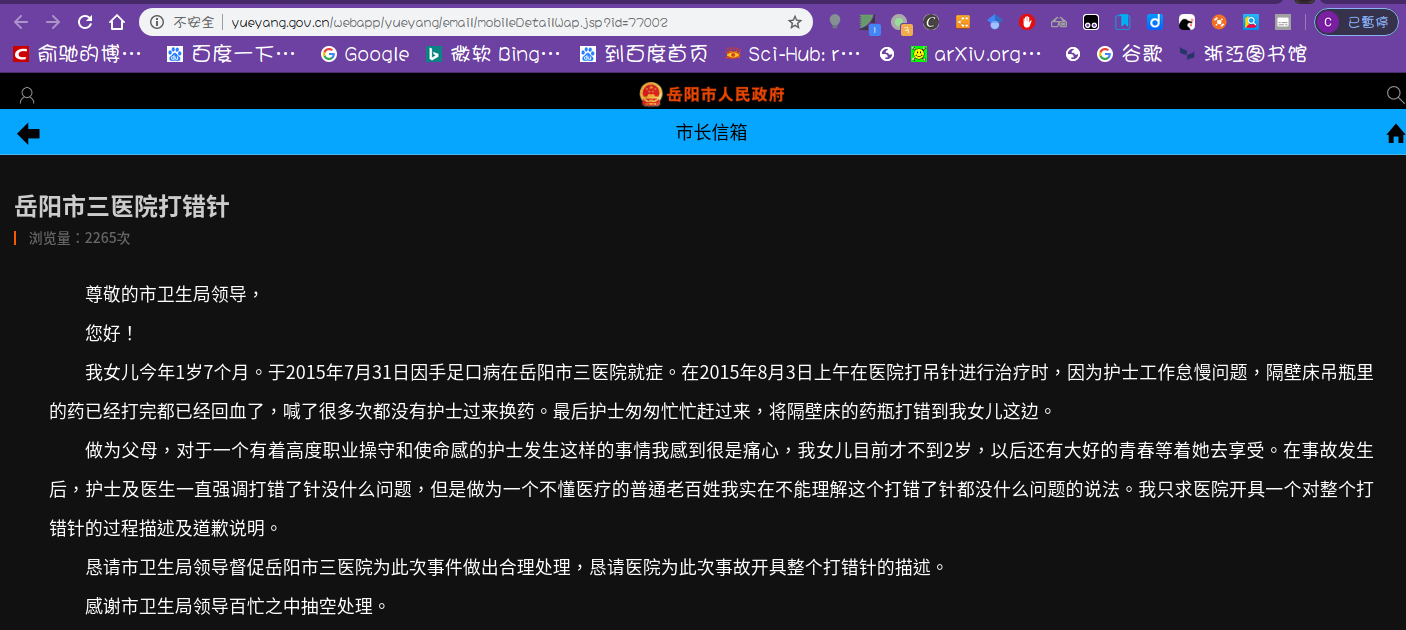 不安全 yueyang.gov.cn/webapp/yueyang/email/mobileDetailWap.jsp?id=77002 已暂停
俞驰的博… 百度一下… Google 微软 Bing… 到百度首页 Sci-Hub: r… arXiv.org… 谷歌 浙江图书馆
岳阳市人民政府
市长信箱
岳阳市三医院打错针
浏览量：2265次
尊敬的市卫生局领导，
您好！
我女儿今年1岁7个月。于2015年7月31日因手足口病在岳阳市三医院就症。在2015年8月3日上午在医院打吊针进行治疗时，因为护士工作怠慢问题，隔壁床吊瓶里
的药已经打完都已经回血了，喊了很多次都没有护士过来换药。最后护士匆匆忙忙赶过来，将隔壁床的药瓶打错到我女儿这边。
做为父母，对于一个有着高度职业操守和使命感的护士发生这样的事情我感到很是痛心，我女儿目前才不到2岁，以后还有大好的青春等着她去享受。在事故发生
后，护士及医生一直强调打错了针没什么问题，但是做为一个不懂医疗的普通老百姓我实在不能理解这个打错了针都没什么问题的说法。我只求医院开具一个对整个打
错针的过程描述及道歉说明。
恳请市卫生局领导督促岳阳市三医院为此次事件做出合理处理，恳请医院为此次事故开具整个打错针的描述。
感谢市卫生局领导百忙之中抽空处理。